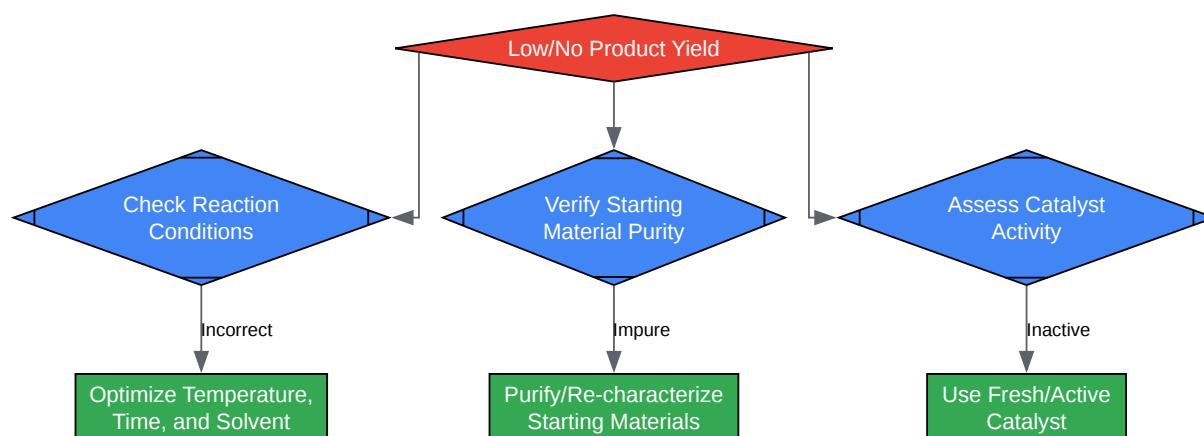 Low/No Product Yield
Check Reaction
Conditions
Verify Starting
Material Purity
Assess Catalyst
Activity
Incorrect
Impure
Inactive
Optimize Temperature,
Time, and Solvent
Purify/Re-characterize
Starting Materials
Use Fresh/Active
Catalyst